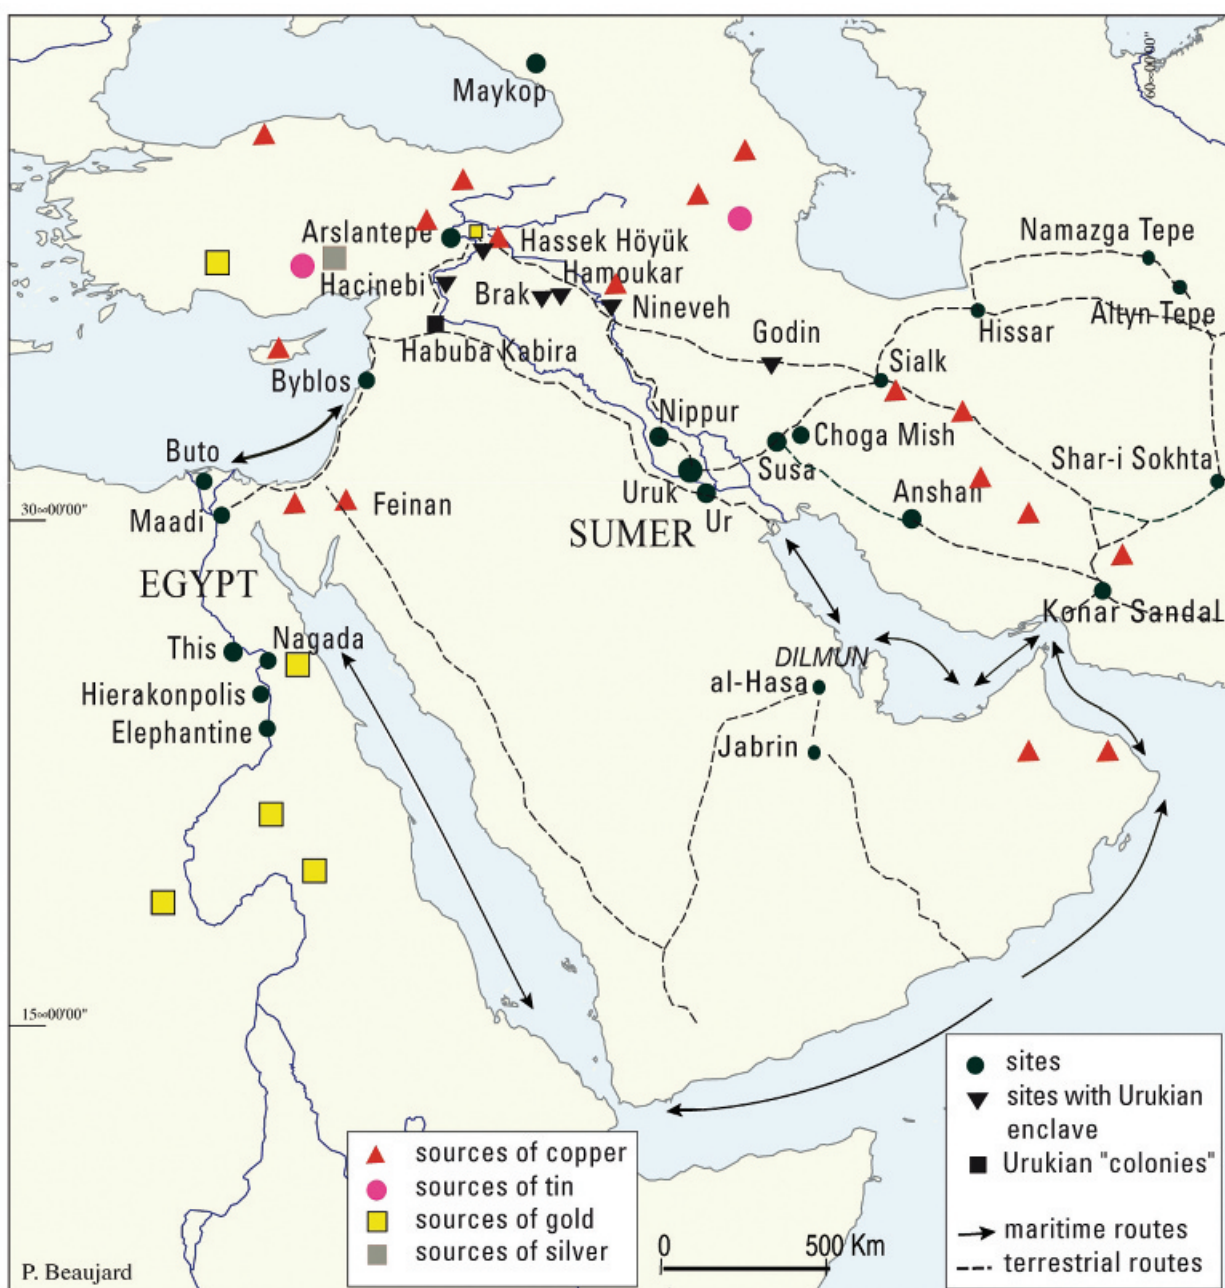 60∞00'00"
Maykop
Arslantepe
Hassek Höyük
Namazga Tepe
Hamoukar
Hacinebi
Brak
Nineveh
Altyn Tepe
Hissar
Godin
Habuba Kabira
Sialk
Byblos
Nippur
Choga Mish
Buto
Susa
Shar-i Sokhta
Uruk
Anshan
Feinan
Maadi
Ur
30∞00'00"
SUMER
EGYPT
Konar Sandal
This
Nagada
DILMUN
al-Hasa
Hierakonpolis
Elephantine
Jabrin
15∞00'00"
sites
sites with Urukian
enclave
Urukian "colonies"
maritime routes
terrestrial routes
sources of copper
sources of tin
sources of gold
sources of silver
0 500 Km
P. Beaujard